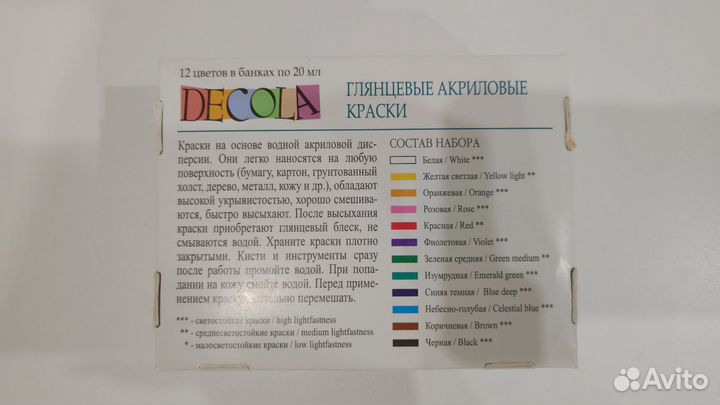 12 цветов в банках по 20 мл
DECOLA
ГЛЯНЦЕВЫЕ АКРИЛОВЫЕ
КРАСКИ
Краски на основе водной акриловой дис-
персии. Они легко наносятся на любую
поверхность (бумагу, картон, грунтованный
холст, дерево, металл, кожу и др.), обладают
высокой укрывистостью, хорошо смешива-
ются, быстро высыхают. После высыхания
краски приобретают глянцевый блеск, не
смываются водой. Храните краски плотно
закрытыми. Кисти и инструменты сразу
после работы промойте водой. При попа-
дании на кожу смойте водой. Перед приме-
нением краску тщательно перемешать.
*** - светостойкие краски / high lightfastness
** - среднесветостойкие краски / medium lightfastness
* - малосветостойкие краски / low lightfastness
СОСТАВ НАБОРА
Белая / White ***
Желтая светлая / Yellow light **
Оранжевая / Orange ***
Розовая / Rose ***
Красная / Red **
Фиолетовая / Violet ***
Зеленая средняя / Green medium **
Изумрудная / Emerald green ***
Синяя темная / Blue deep ***
Небесно-голубая / Celestial blue ***
Коричневая / Brown ***
Черная / Black ***
Avito